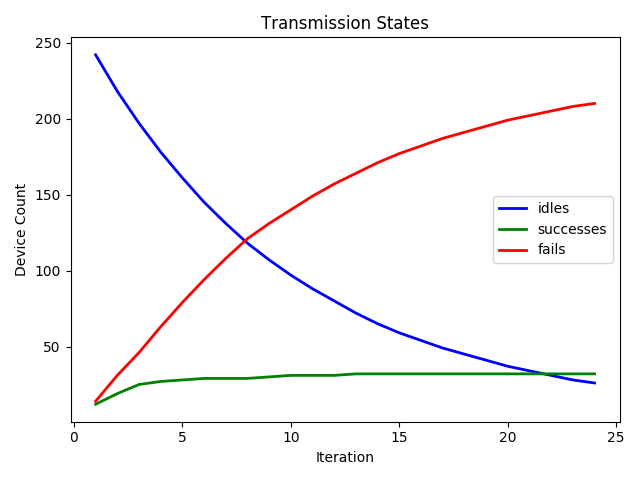 Transmission States
250
200
150
100
50
Device Count
idles
successes
fails
0 5 10 15 20 25
Iteration